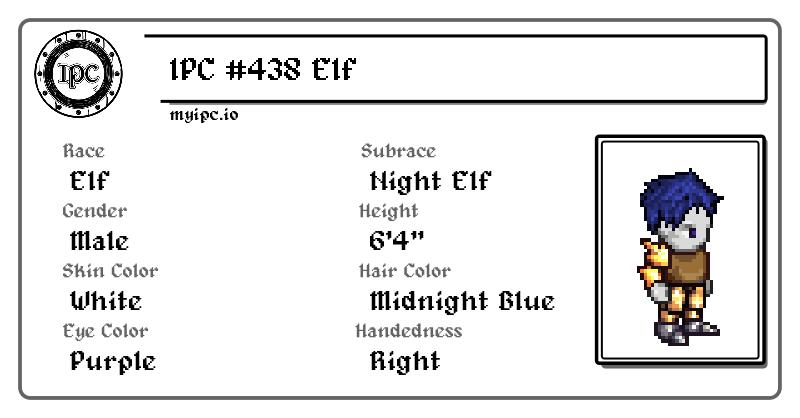 IPC
IPC #438 Elf
myipc.io
Race
Elf
Subrace
Night Elf
Gender
Male
Height
6'4"
Skin Color
White
Hair Color
Midnight Blue
Eye Color
Purple
Handedness
Right